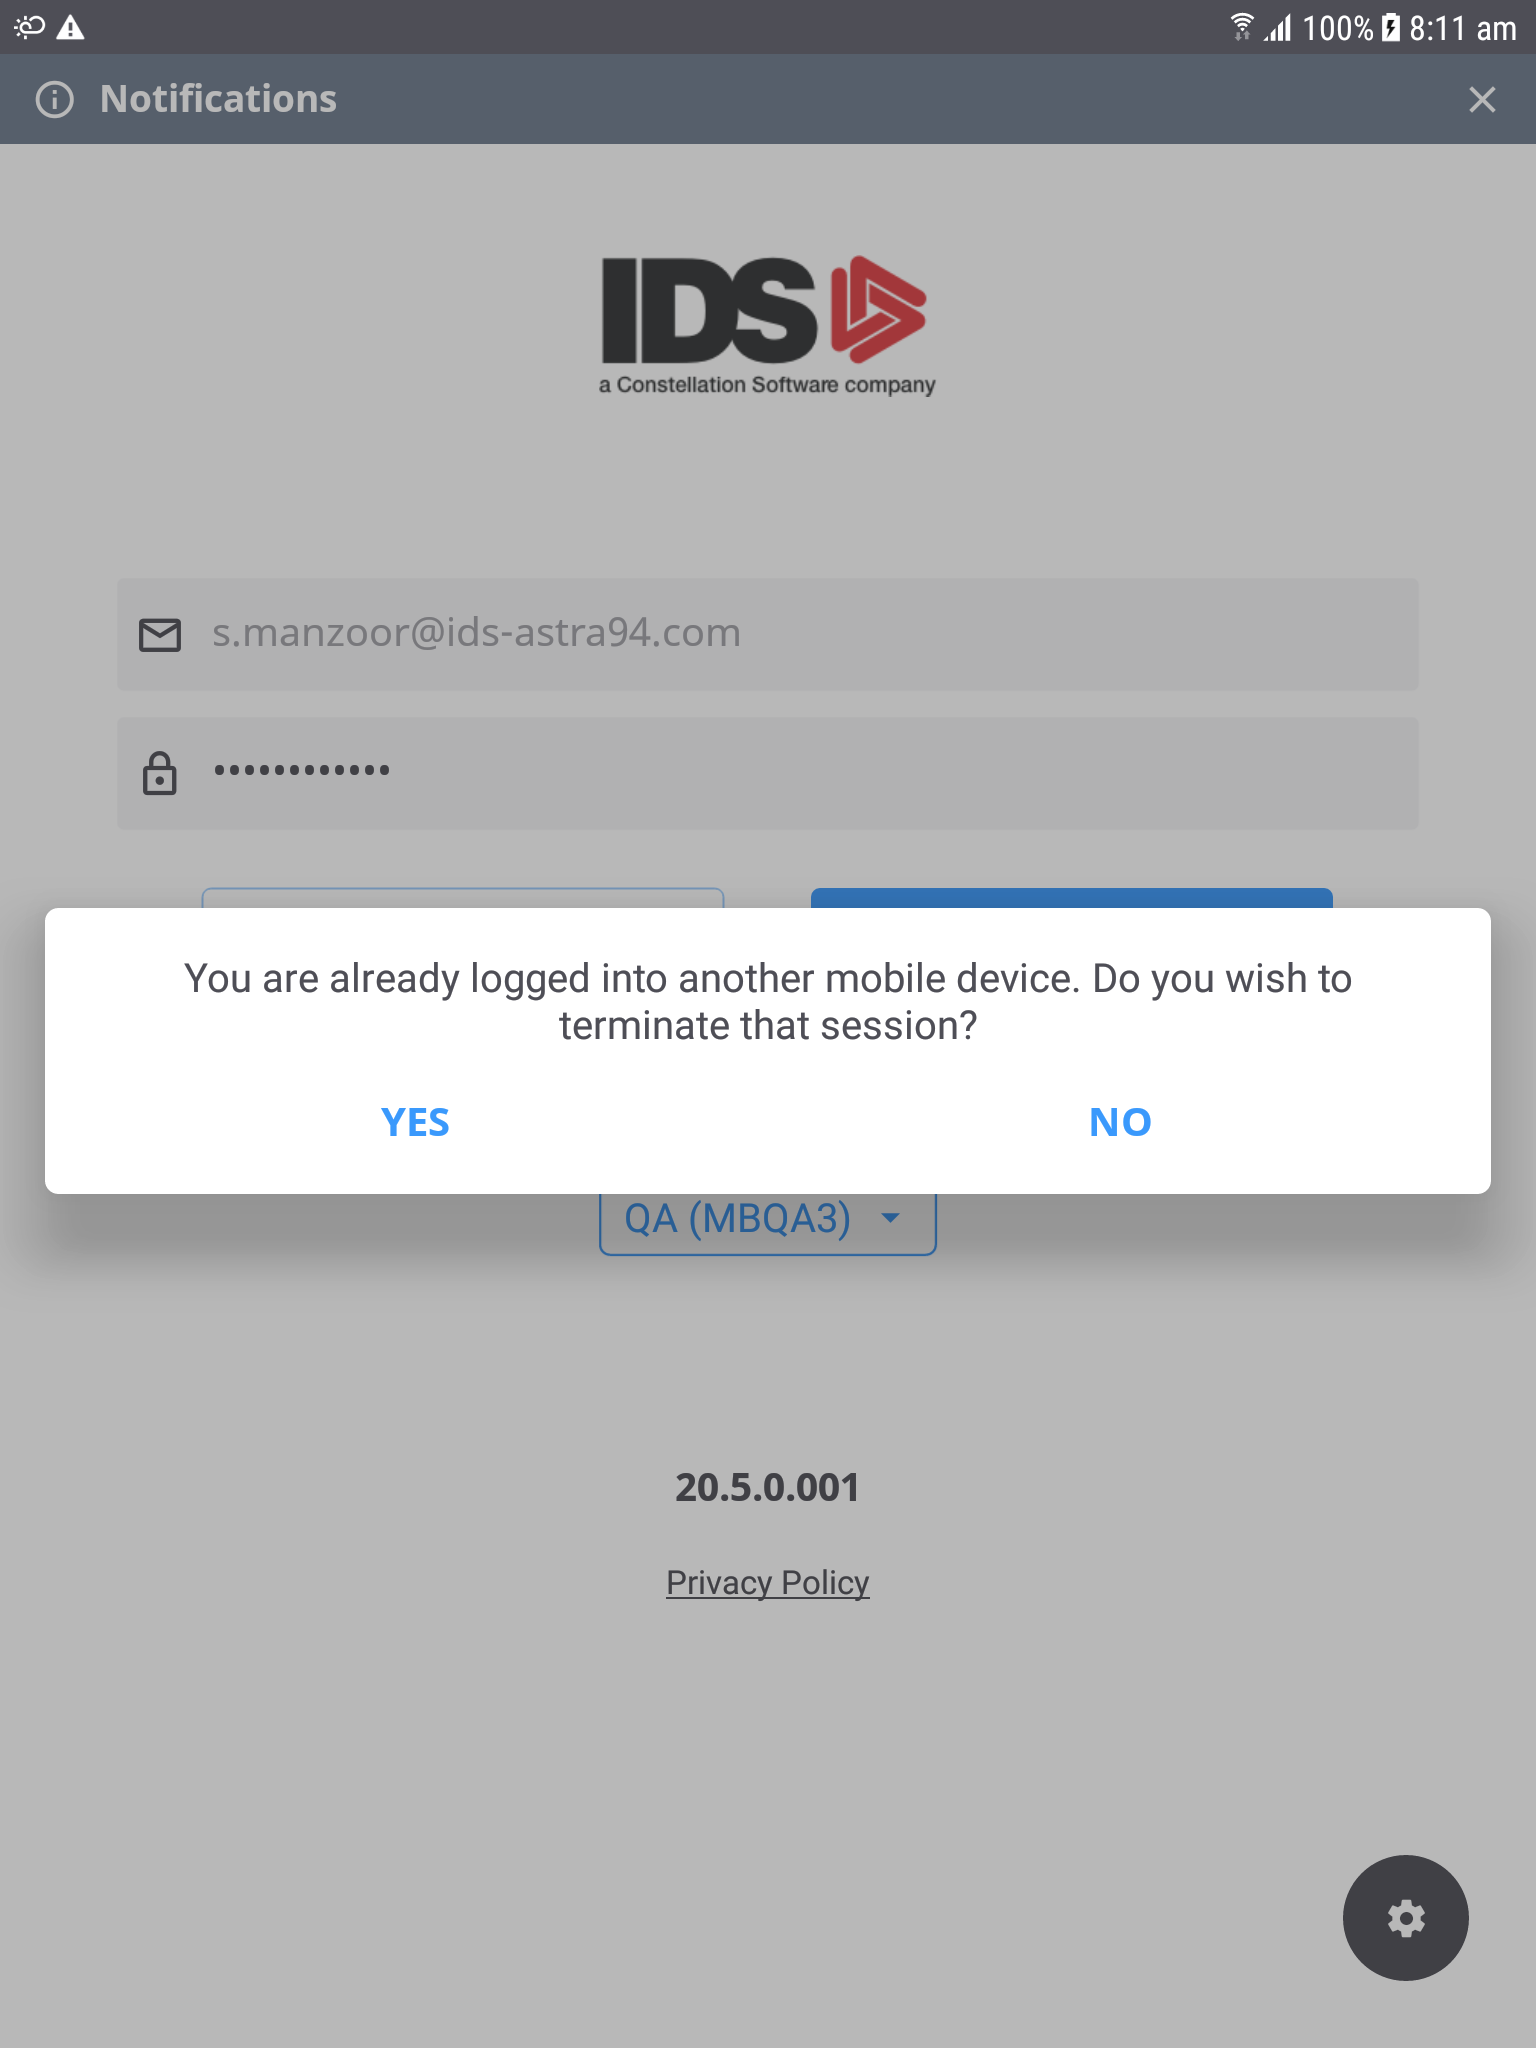 100% 8:11 am
Notifications
IDS
a Constellation Software company
s.manzoor@ids-astra94.com
••••••••••••
You are already logged into another mobile device. Do you wish to
terminate that session?
YES NO
QA (MBQA3)
20.5.0.001
Privacy Policy